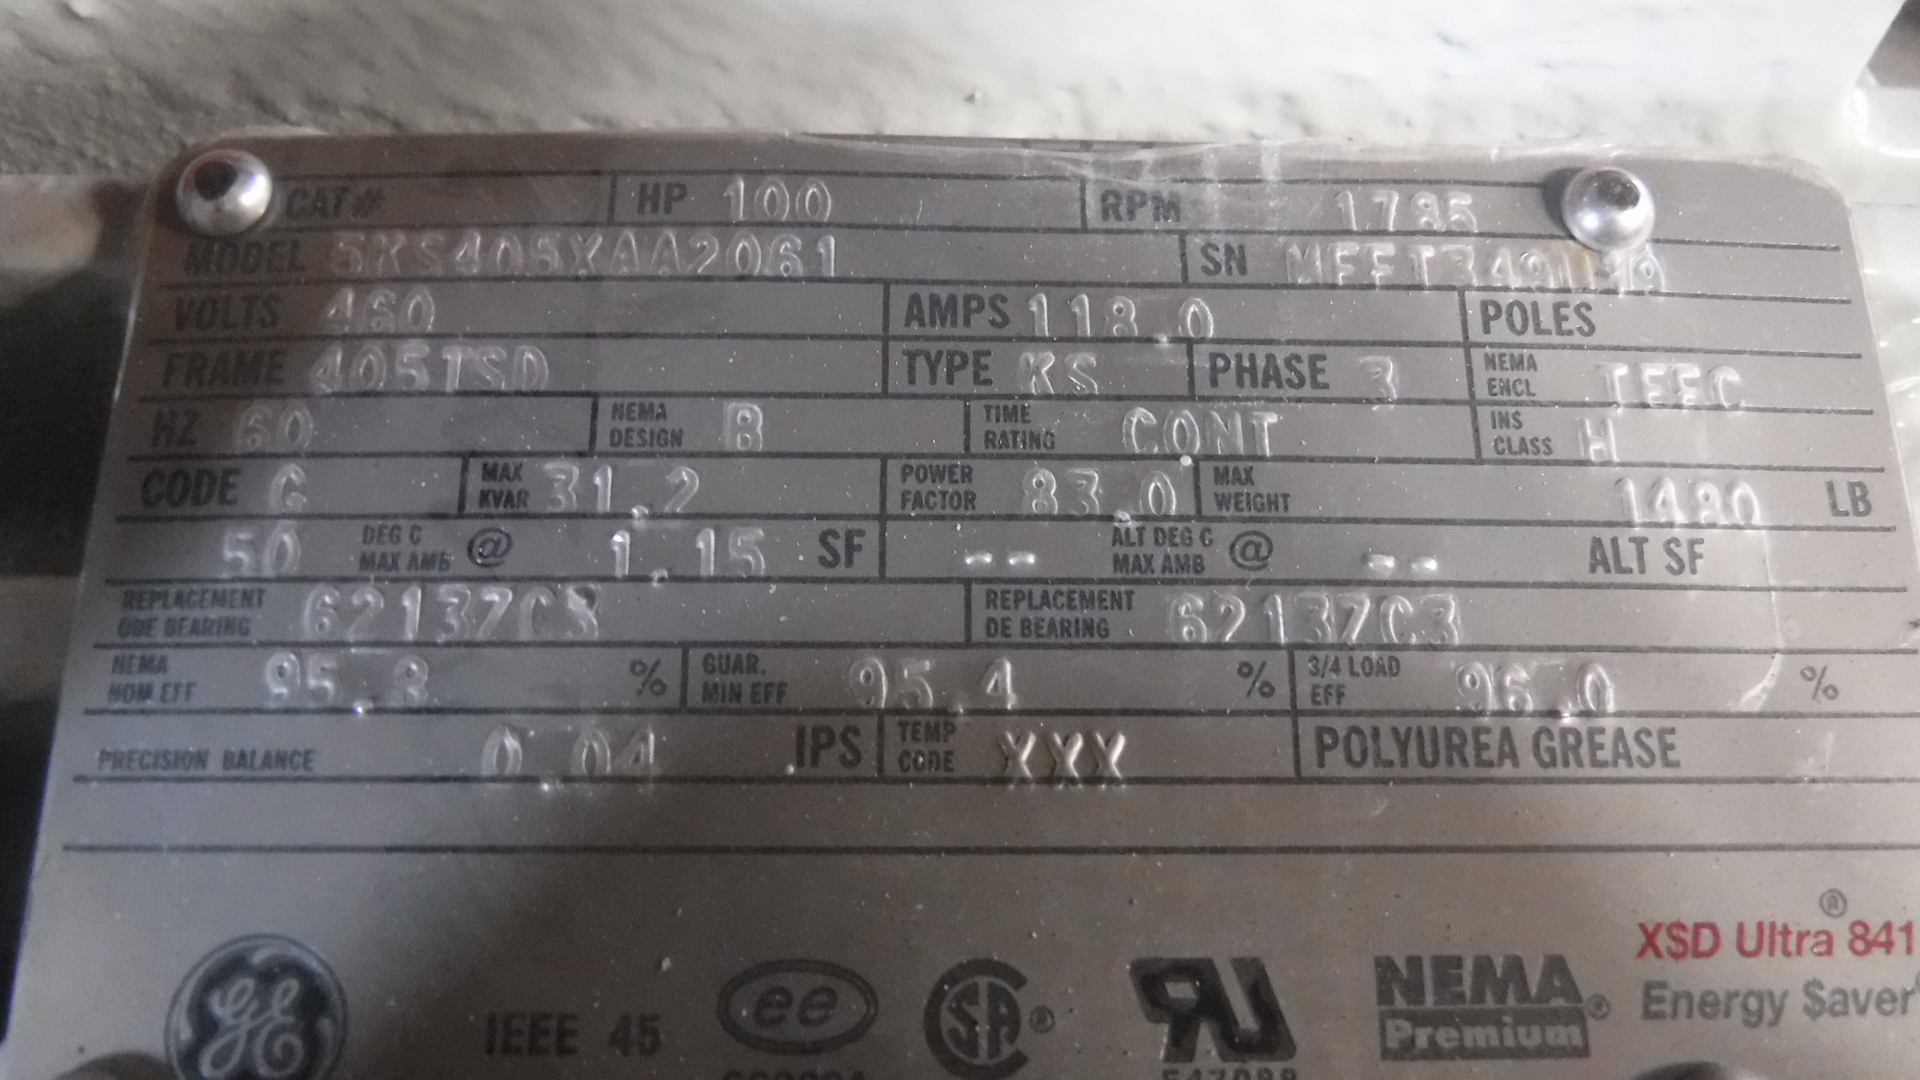 CAT# HP 100 RPM 1785
MODEL 5KS405XAA2061 SN
VOLTS 460 AMPS 118.0 POLES
FRAME 405TSD TYPE KS PHASE 3 NEMA ENCL TEFC
HZ 60 NEMA DESIGN B TIME RATING CONT INS CLASS H
CODE G MAX KVAR 31.2 POWER FACTOR 83.0 MAX WEIGHT 1480 LB
50 DEG C MAX AMB @ 1.15 SF -- ALT DEG C MAX AMB @ -- ALT SF
REPLACEMENT ODE BEARING 6213ZC3 REPLACEMENT DE BEARING 6213ZC3
NEMA NOM EFF 95.8 % GUAR. MIN EFF 95.4 % 3/4 LOAD EFF 96.0 %
PRECISION BALANCE 0.04 IPS TEMP CODE XXX POLYUREA GREASE
X$D Ultra® 841
Energy $aver
GE IEEE 45 ee CSA® RU NEMA® Premium